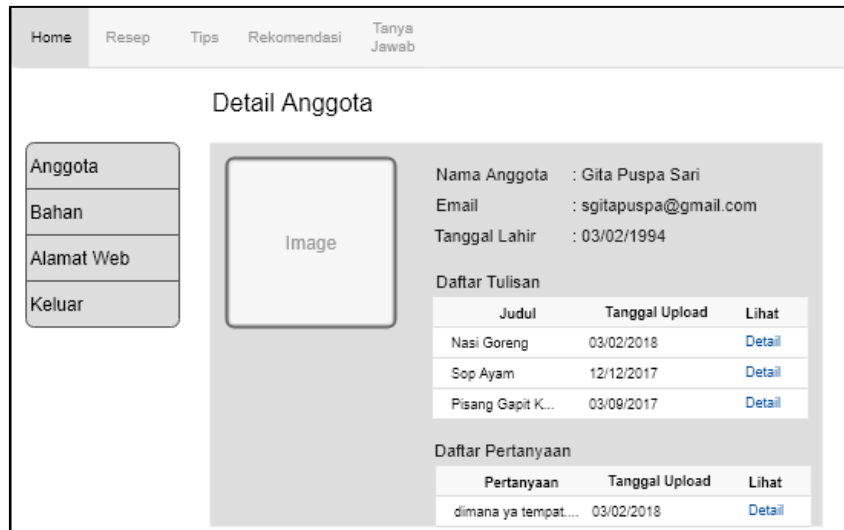 Home Resep Tips Rekomendasi Tanya Jawab
Detail Anggota
Anggota
Bahan
Alamat Web
Keluar
Image
Nama Anggota : Gita Puspa Sari
Email : sgitapuspa@gmail.com
Tanggal Lahir : 03/02/1994
Daftar Tulisan
Judul Tanggal Upload Lihat
Nasi Goreng 03/02/2018 Detail
Sop Ayam 12/12/2017 Detail
Pisang Gapit K... 03/09/2017 Detail
Daftar Pertanyaan
Pertanyaan Tanggal Upload Lihat
dimana ya tempat.... 03/02/2018 Detail